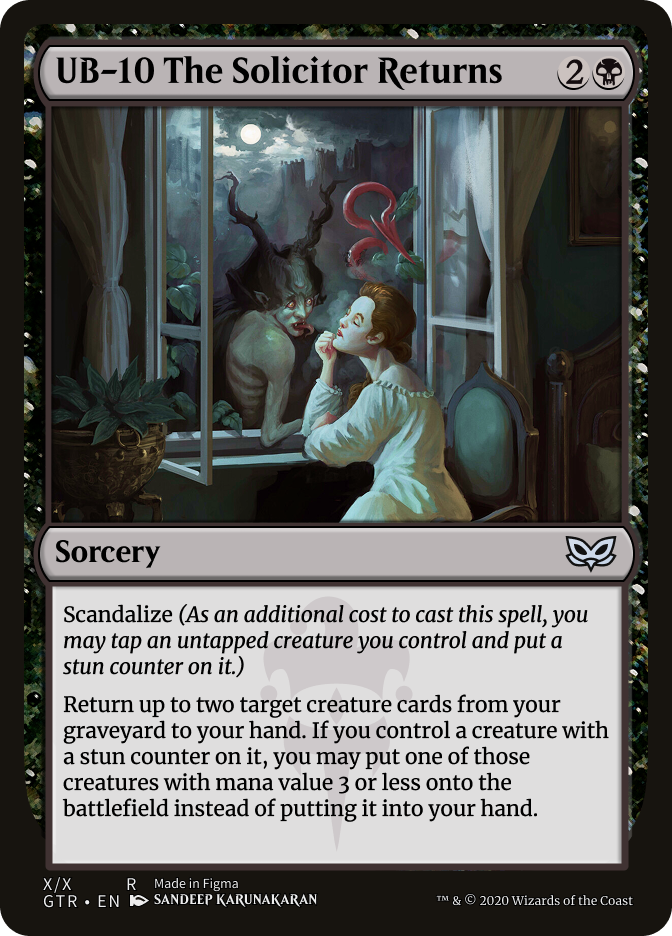 UB-10 The Solicitor Returns 2
Sorcery
Scandalize (As an additional cost to cast this spell, you
may tap an untapped creature you control and put a
stun counter on it.)
Return up to two target creature cards from your
graveyard to your hand. If you control a creature with
a stun counter on it, you may put one of those
creatures with mana value 3 or less onto the
battlefield instead of putting it into your hand.
X/X R Made in Figma
GTR • EN SANDEEP KARUNAKARAN ™ & © 2020 Wizards of the Coast